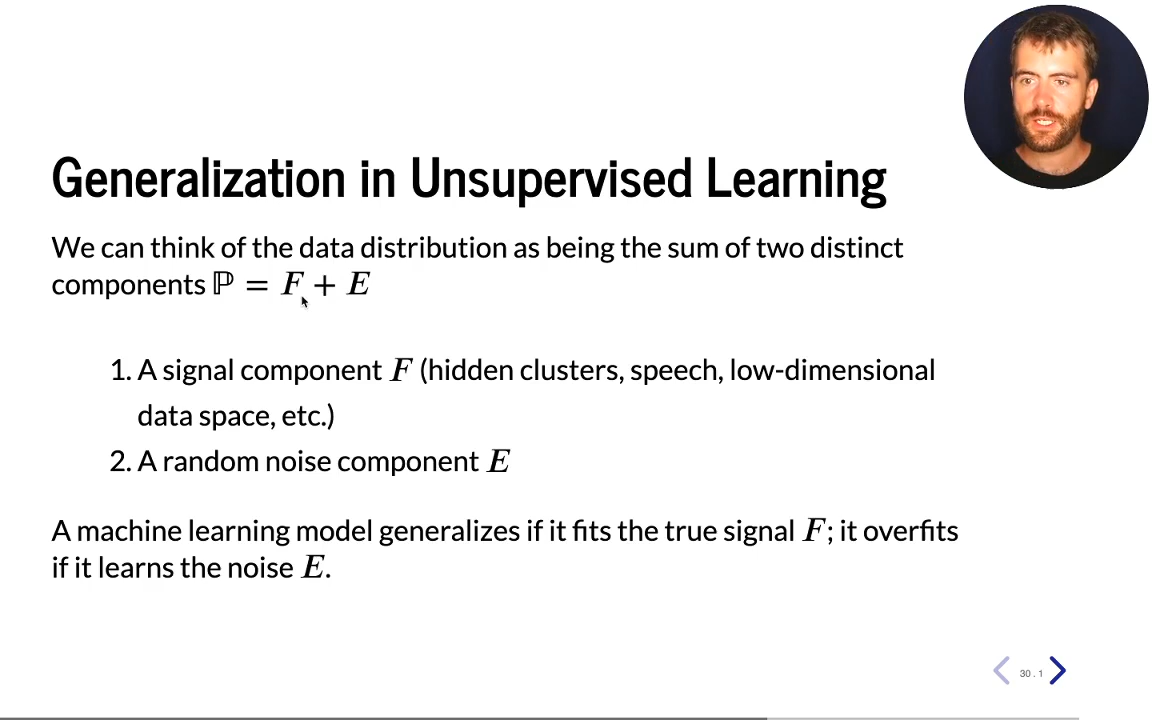 Generalization in Unsupervised Learning
We can think of the data distribution as being the sum of two distinct
components ℙ = F + E
1. A signal component F (hidden clusters, speech, low-dimensional
data space, etc.)
2. A random noise component E
A machine learning model generalizes if it fits the true signal F; it overfits
if it learns the noise E.
30 . 1